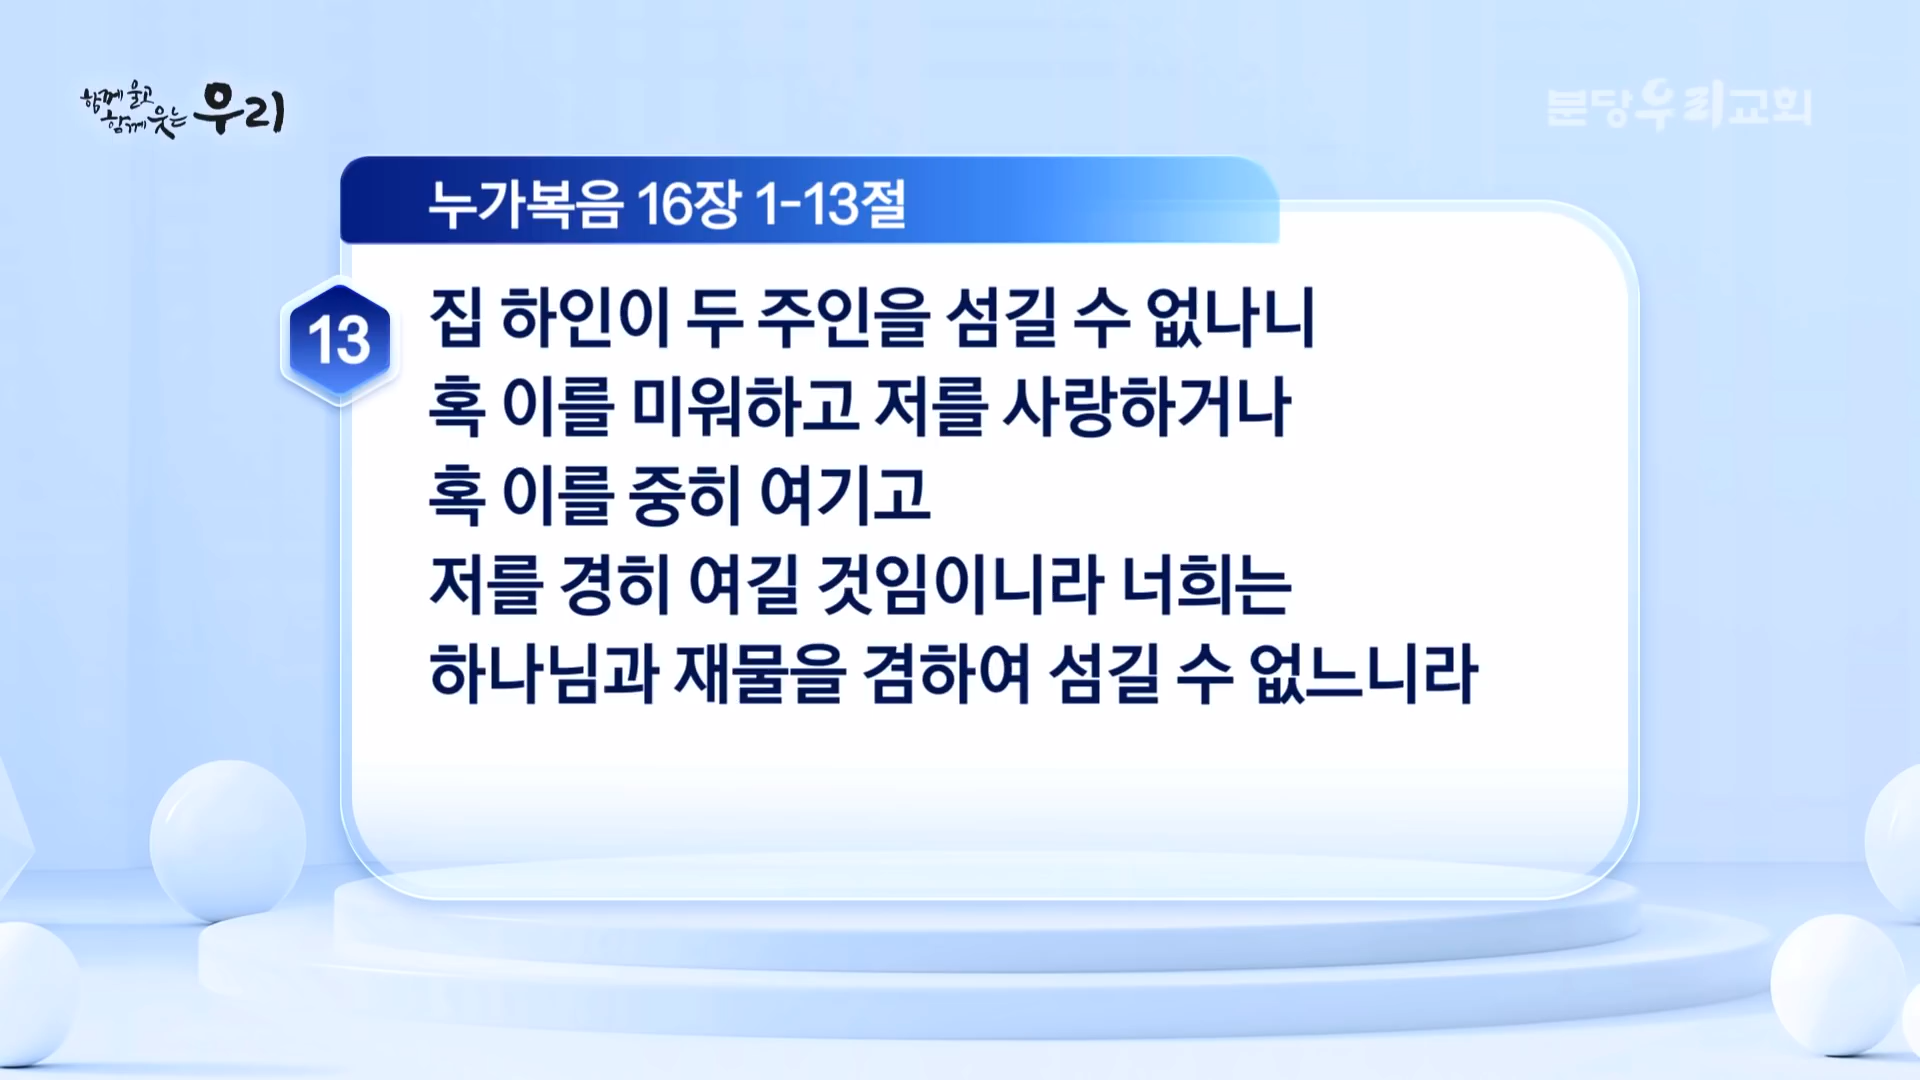 함께 울고
함께 웃는 우리
분당우리교회
누가복음 16장 1-13절
13
집 하인이 두 주인을 섬길 수 없나니
혹 이를 미워하고 저를 사랑하거나
혹 이를 중히 여기고
저를 경히 여길 것임이니라 너희는
하나님과 재물을 겸하여 섬길 수 없느니라